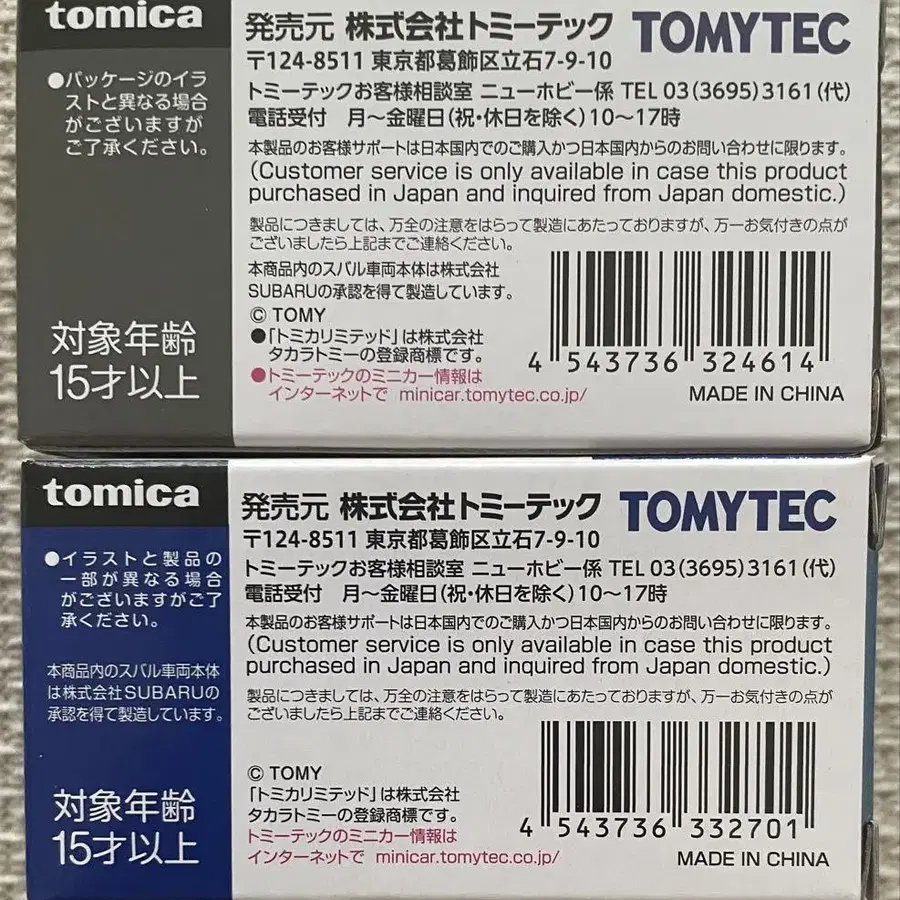 tomica
●パッケージのイラ
ストと異なる場合
がございますが
ご了承ください。
対象年齢
15才以上
発売元 株式会社トミーテック TOMYTEC
〒124-8511 東京都葛飾区立石7-9-10
トミーテックお客様相談室 ニューホビー係 TEL 03(3695)3161(代)
電話受付 月～金曜日(祝・休日を除く)10～17時
本製品のお客様サポートは日本国内でのご購入かつ日本国内からのお問い合わせに限ります。
(Customer service is only available in case this product
purchased in Japan and inquired from Japan domestic.)
製品につきましては、万全の注意をはらって製造にあたっておりますが、万一お気付きの点が
ございましたら上記までご連絡ください。
本商品内のスバル車両本体は株式会社
SUBARUの承認を得て製造しています。
© TOMY
●「トミカリミテッド」は株式会社
タカラトミーの登録商標です。
●トミーテックのミニカー情報は
インターネットで minicar.tomytec.co.jp/
4 543736 324614
MADE IN CHINA
tomica
●イラストと製品の
一部が異なる場合
がございますがご了
承ください。
本商品内のスバル車両本体
は株式会社SUBARUの
承認を得て製造しています。
対象年齢
15才以上
発売元 株式会社トミーテック TOMYTEC
〒124-8511 東京都葛飾区立石7-9-10
トミーテックお客様相談室 ニューホビー係 TEL 03(3695)3161(代)
電話受付 月～金曜日(祝・休日を除く)10～17時
本製品のお客様サポートは日本国内でのご購入かつ日本国内からのお問い合わせに限ります。
(Customer service is only available in case this product
purchased in Japan and inquired from Japan domestic.)
製品につきましては、万全の注意をはらって製造にあたっておりますが、万一お気付きの点が
ございましたら上記までご連絡ください。
© TOMY
「トミカリミテッド」は株式会社
タカラトミーの登録商標です。
トミーテックのミニカー情報は
インターネットで minicar.tomytec.co.jp/
4 543736 332701
MADE IN CHINA